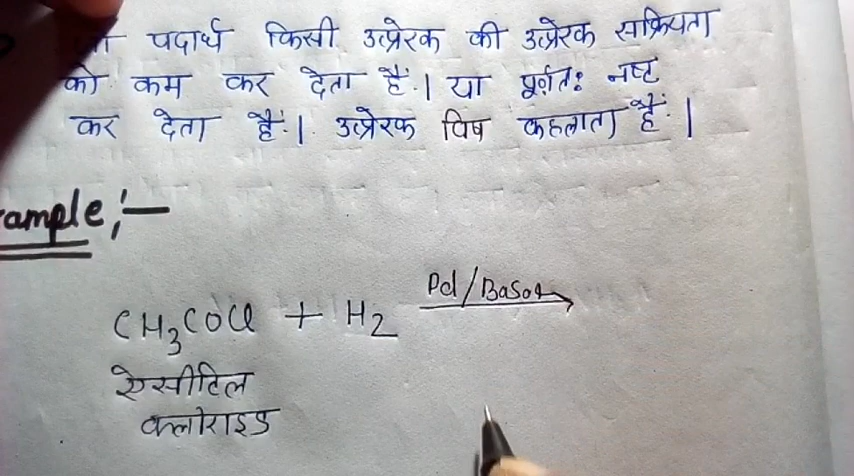 पदार्थ किसी उत्प्रेरक की उत्प्रेरक सक्रियता
को कम कर देता है। या पूर्णतः नष्ट
कर देता है। उत्प्रेरक विष कहलाता है।
ample,—
CH3COCl + H2 Pd/BaSO4
ऐसीटिल
क्लोराइड